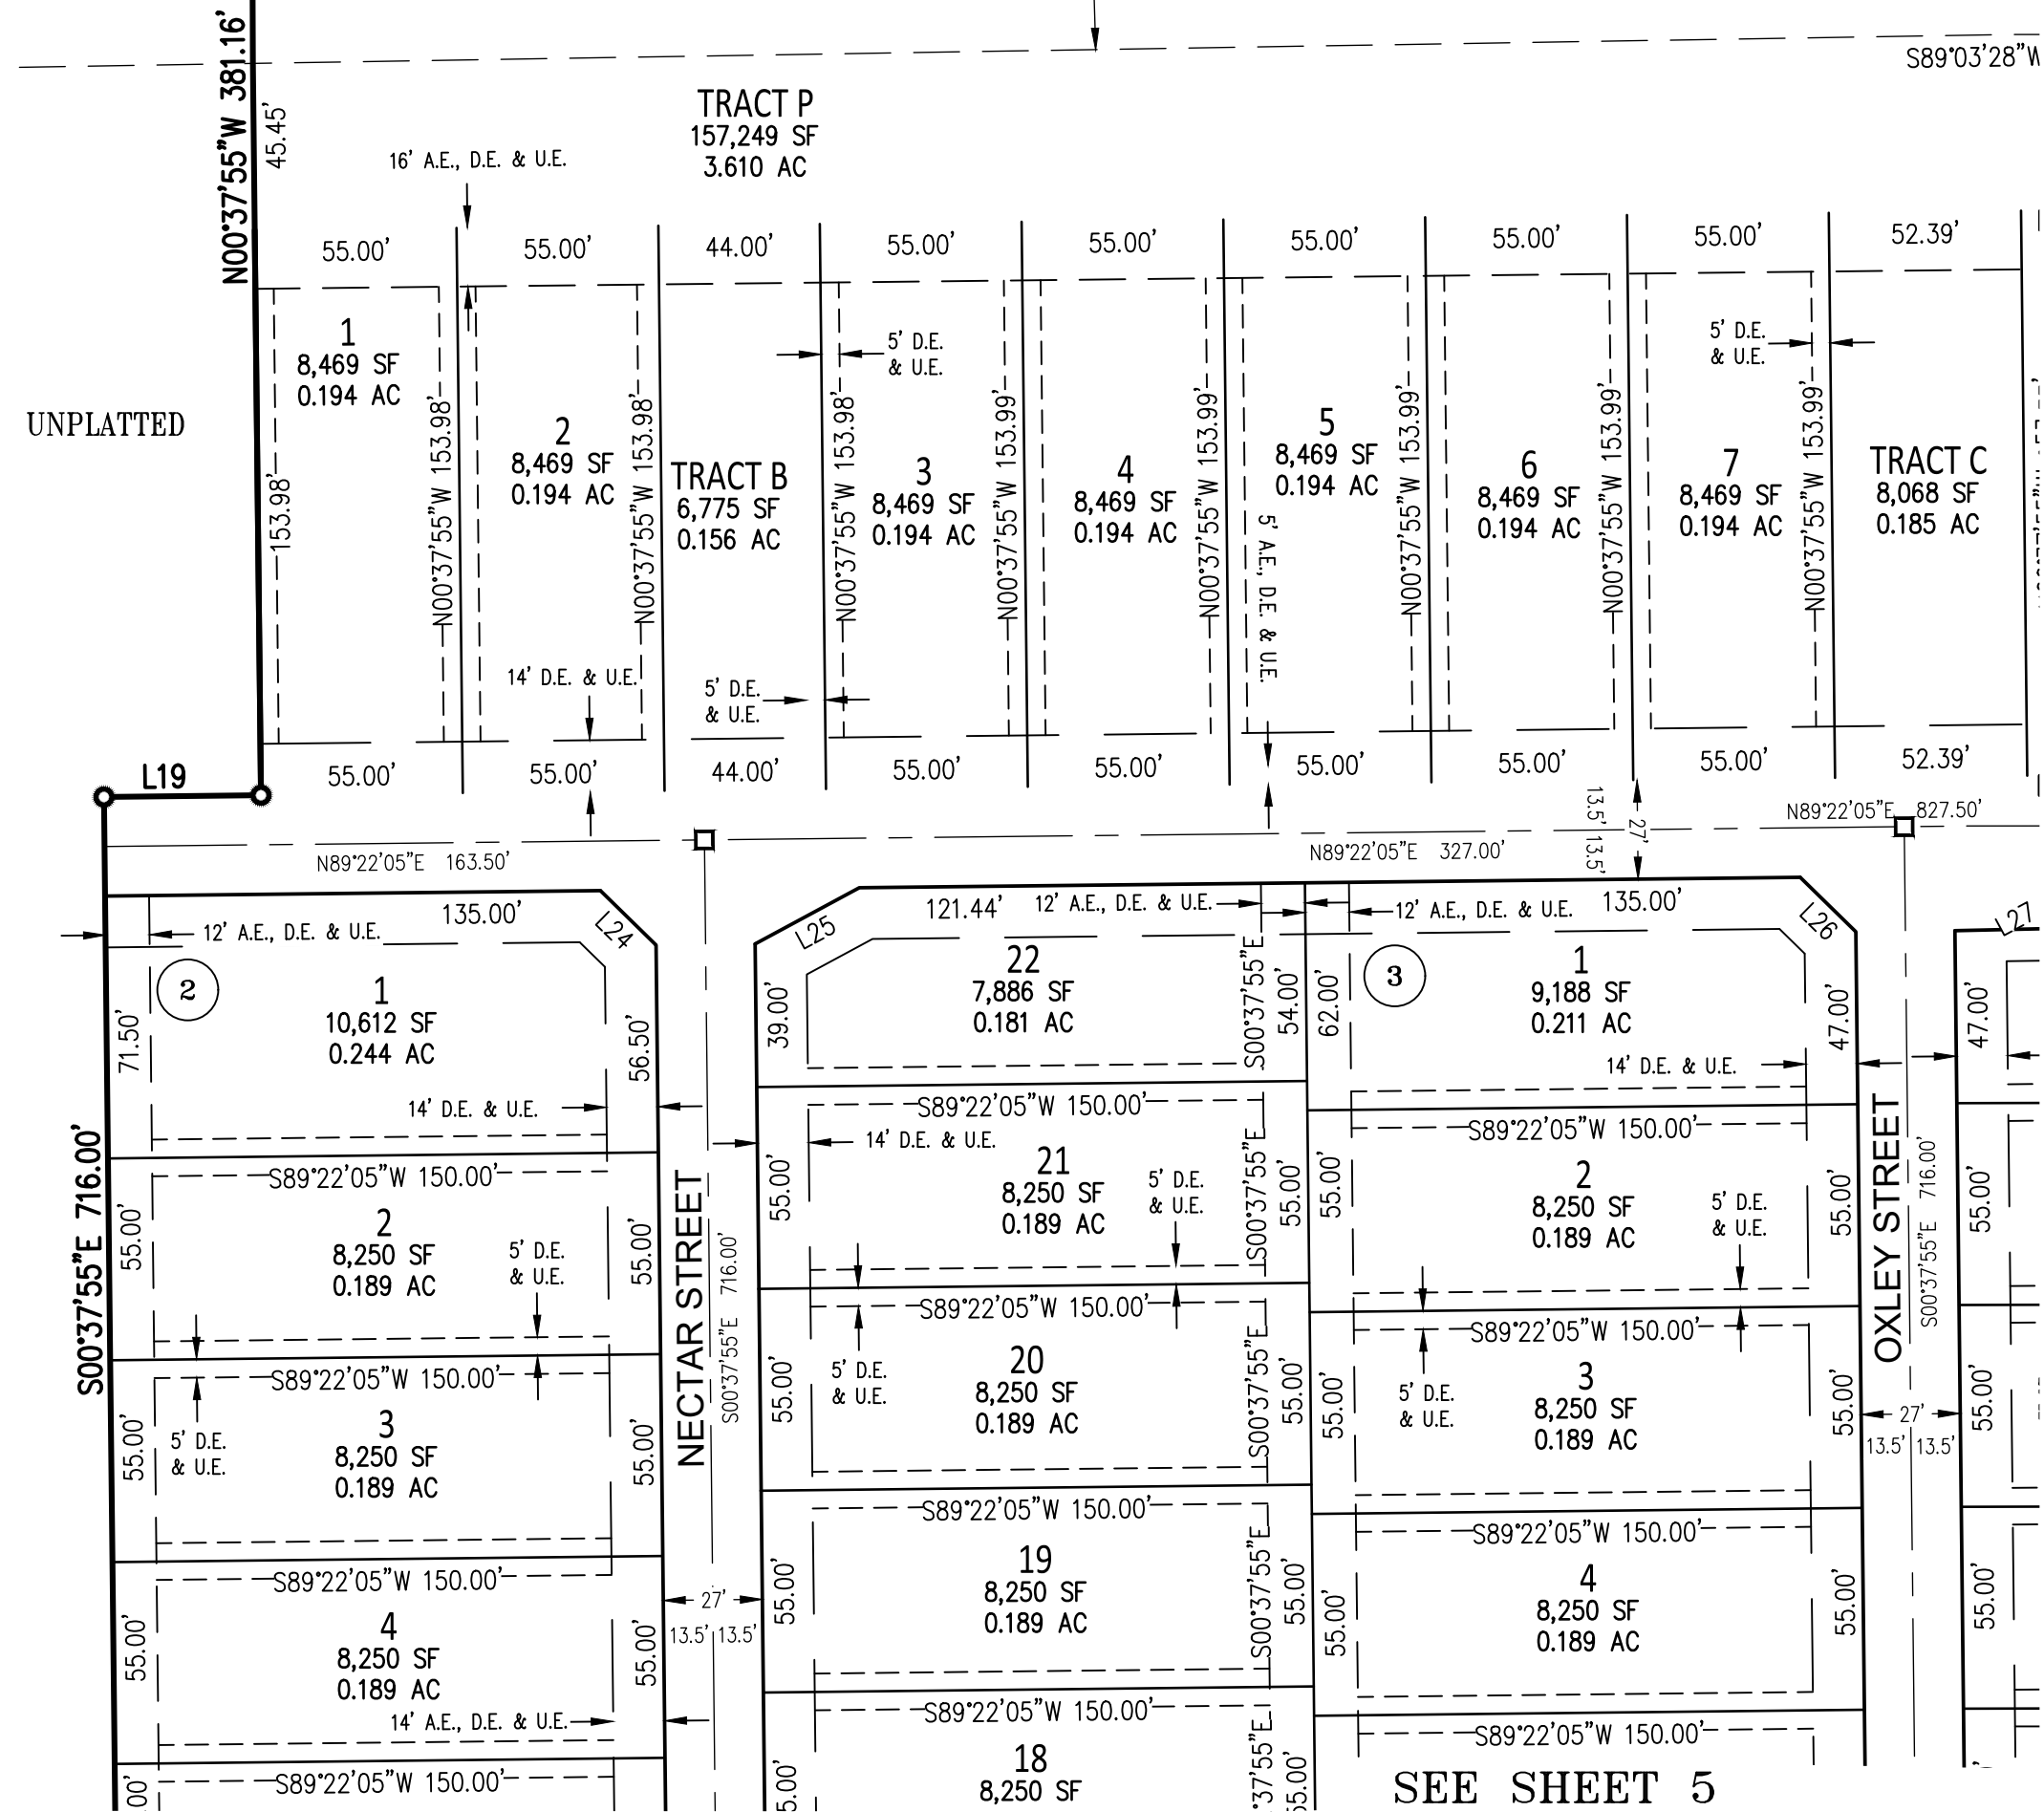 N00°37'55"W 381.16'
S89°03'28"W
45.45'
TRACT P
157,249 SF
3.610 AC
16' A.E., D.E. & U.E.
55.00'
55.00'
44.00'
55.00'
55.00'
55.00'
55.00'
55.00'
52.39'
UNPLATTED
153.98'
1
8,469 SF
0.194 AC
N00°37'55"W 153.98'
2
8,469 SF
0.194 AC
N00°37'55"W 153.98'
TRACT B
6,775 SF
0.156 AC
5' D.E.
& U.E.
N00°37'55"W 153.98'
3
8,469 SF
0.194 AC
N00°37'55"W 153.99'
4
8,469 SF
0.194 AC
N00°37'55"W 153.99'
5
8,469 SF
0.194 AC
5' A.E., D.E. & U.E.
N00°37'55"W 153.99'
6
8,469 SF
0.194 AC
N00°37'55"W 153.99'
7
8,469 SF
0.194 AC
5' D.E.
& U.E.
N00°37'55"W 153.99'
TRACT C
8,068 SF
0.185 AC
14' D.E. & U.E.
5' D.E.
& U.E.
L19
55.00'
55.00'
44.00'
55.00'
55.00'
55.00'
55.00'
55.00'
52.39'
N89°22'05"E 163.50'
N89°22'05"E 327.00'
13.5' 13.5'
27'
N89°22'05"E 827.50'
135.00'
L24
12' A.E., D.E. & U.E.
2
71.50'
1
10,612 SF
0.244 AC
56.50'
14' D.E. & U.E.
L25
121.44'
12' A.E., D.E. & U.E.
39.00'
22
7,886 SF
0.181 AC
S00°37'55"E
54.00'
12' A.E., D.E. & U.E.
135.00'
L26
62.00'
3
1
9,188 SF
0.211 AC
47.00'
14' D.E. & U.E.
L27
47.00'
S00°37'55"E 716.00'
S89°22'05"W 150.00'
55.00'
2
8,250 SF
0.189 AC
5' D.E.
& U.E.
55.00'
NECTAR STREET
S00°37'55"E 716.00'
S89°22'05"W 150.00'
14' D.E. & U.E.
55.00'
21
8,250 SF
0.189 AC
5' D.E.
& U.E.
S00°37'55"E
55.00'
S89°22'05"W 150.00'
55.00'
2
8,250 SF
0.189 AC
5' D.E.
& U.E.
55.00'
OXLEY STREET
S00°37'55"E 716.00'
55.00'
S89°22'05"W 150.00'
55.00'
5' D.E.
& U.E.
3
8,250 SF
0.189 AC
55.00'
S89°22'05"W 150.00'
55.00'
5' D.E.
& U.E.
20
8,250 SF
0.189 AC
S00°37'55"E
55.00'
S89°22'05"W 150.00'
55.00'
5' D.E.
& U.E.
3
8,250 SF
0.189 AC
55.00'
27'
13.5' 13.5'
55.00'
S89°22'05"W 150.00'
55.00'
4
8,250 SF
0.189 AC
14' A.E., D.E. & U.E.
55.00'
27'
13.5' 13.5'
S89°22'05"W 150.00'
55.00'
19
8,250 SF
0.189 AC
S00°37'55"E
55.00'
S89°22'05"W 150.00'
55.00'
4
8,250 SF
0.189 AC
55.00'
55.00'
S89°22'05"W 150.00'
S89°22'05"W 150.00'
18
8,250 SF
S89°22'05"W 150.00'
SEE SHEET 5